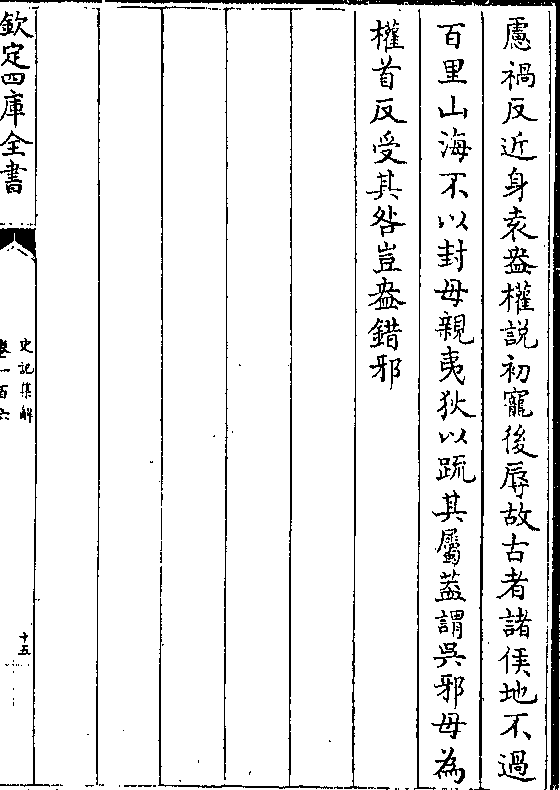 慮禍反近身袁盎權說初寵後辱故古者諸侯地不過
百里山海不以封毋親夷狄以疏其屬葢謂吳邪毋為
權首反受其咎豈盎錯邪
欽定四庫全書
史記集解
卷一百六
十五